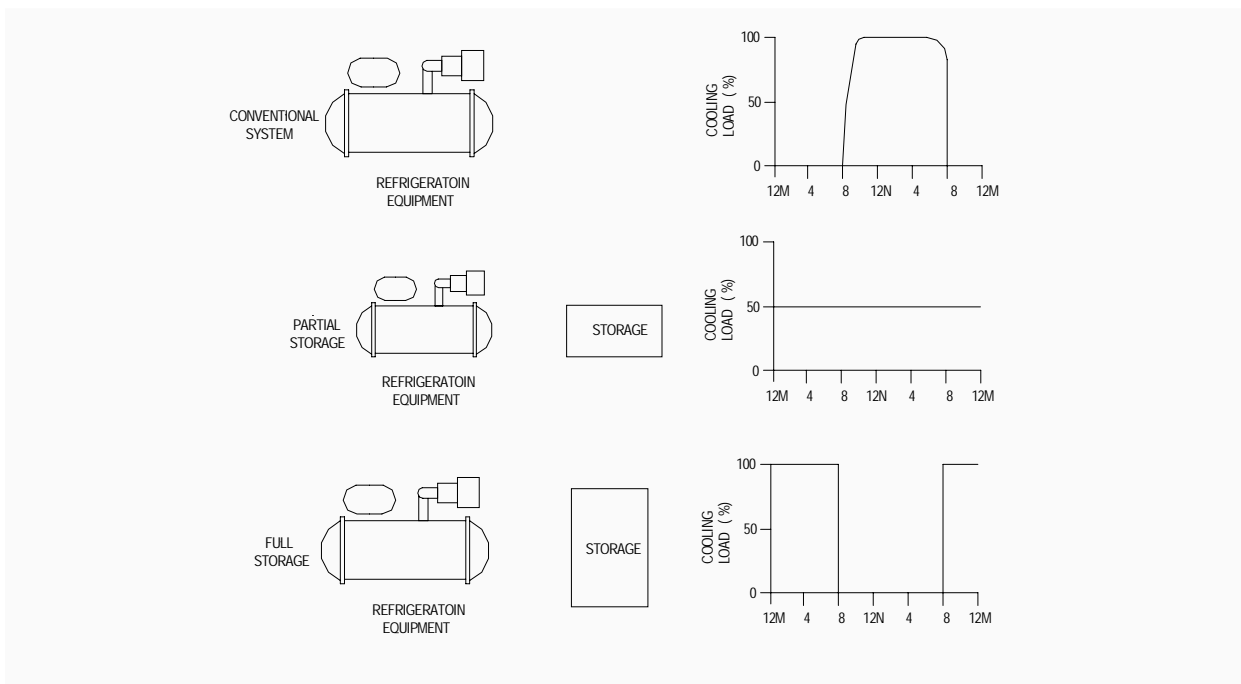 CONVENTIONAL
SYSTEM
REFRIGERATOIN
EQUIPMENT
COOLING
LOAD (%)
100
50
0
12M 4 8 12N 4 8 12M
PARTIAL
STORAGE
REFRIGERATOIN
EQUIPMENT
STORAGE
COOLING
LOAD (%)
100
50
0
12M 4 8 12N 4 8 12M
FULL
STORAGE
REFRIGERATOIN
EQUIPMENT
STORAGE
COOLING
LOAD (%)
100
50
0
12M 4 8 12N 4 8 12M